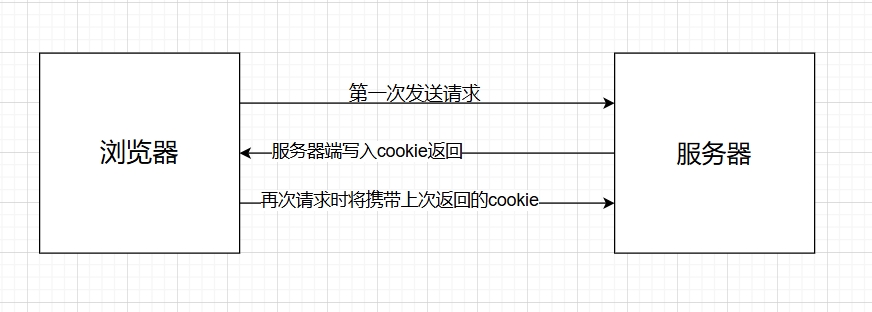 第一次发送请求
浏览器
服务器端写入cookie返回
服务器
再次请求时将携带上次返回的cookie